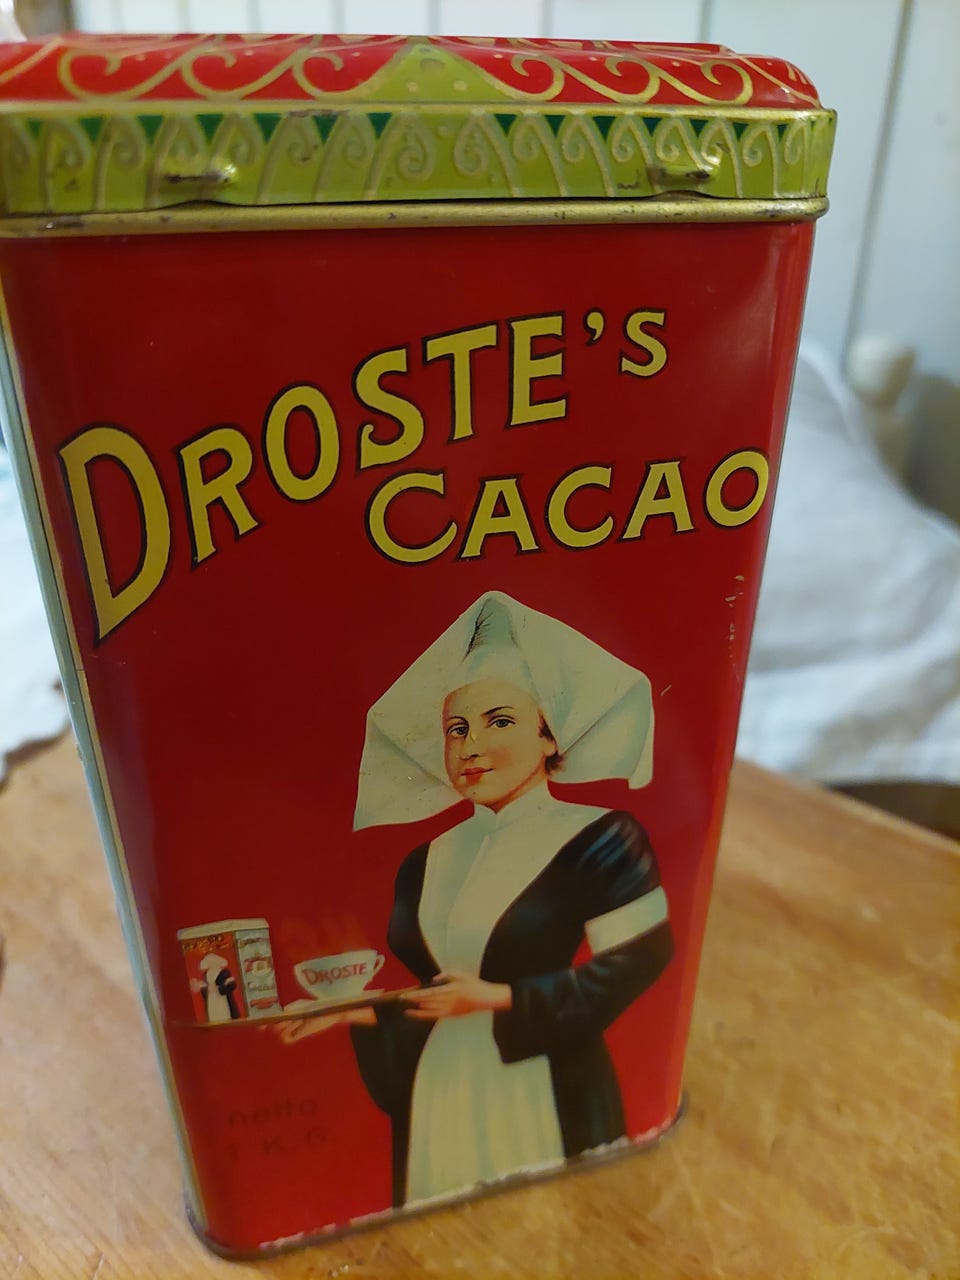 DROSTE'S
CACAO
DROSTE
netto
1 K.G.